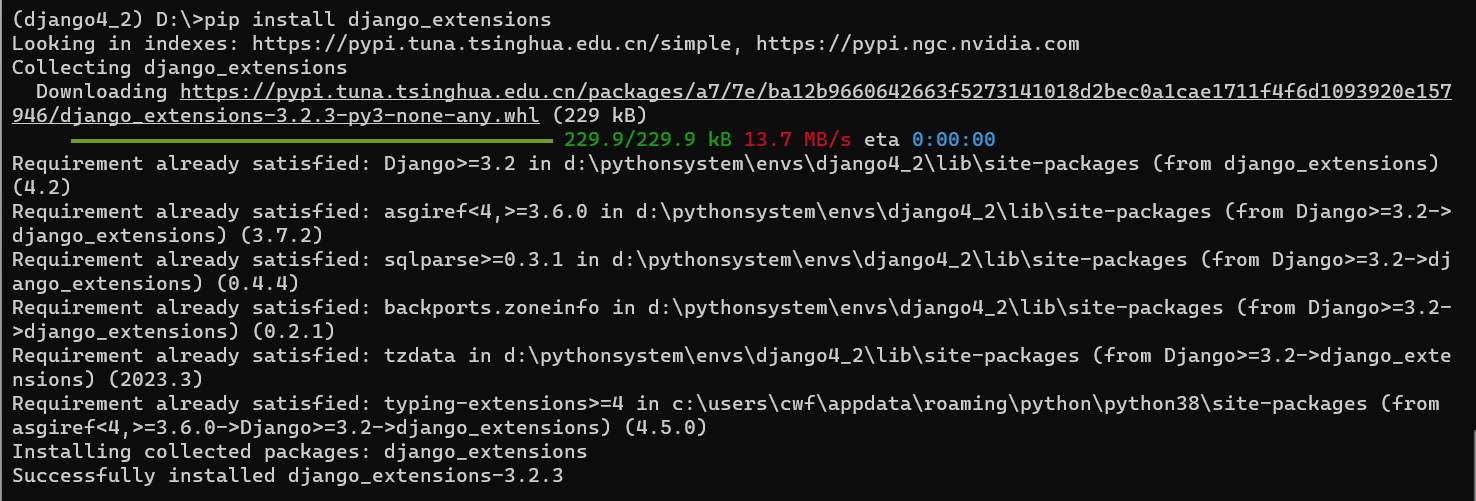 (django4_2) D:\>pip install django_extensions
Looking in indexes: https://pypi.tuna.tsinghua.edu.cn/simple, https://pypi.ngc.nvidia.com
Collecting django_extensions
  Downloading https://pypi.tuna.tsinghua.edu.cn/packages/a7/7e/ba12b9660642663f5273141018d2bec0a1cae1711f4f6d1093920e157
946/django_extensions-3.2.3-py3-none-any.whl (229 kB)
229.9/229.9 kB 13.7 MB/s eta 0:00:00
Requirement already satisfied: Django>=3.2 in d:\pythonsystem\envs\django4_2\lib\site-packages (from django_extensions)
(4.2)
Requirement already satisfied: asgiref<4,>=3.6.0 in d:\pythonsystem\envs\django4_2\lib\site-packages (from Django>=3.2->
django_extensions) (3.7.2)
Requirement already satisfied: sqlparse>=0.3.1 in d:\pythonsystem\envs\django4_2\lib\site-packages (from Django>=3.2->dj
ango_extensions) (0.4.4)
Requirement already satisfied: backports.zoneinfo in d:\pythonsystem\envs\django4_2\lib\site-packages (from Django>=3.2-
>django_extensions) (0.2.1)
Requirement already satisfied: tzdata in d:\pythonsystem\envs\django4_2\lib\site-packages (from Django>=3.2->django_exte
nsions) (2023.3)
Requirement already satisfied: typing-extensions>=4 in c:\users\cwf\appdata\roaming\python\python38\site-packages (from
asgiref<4,>=3.6.0->Django>=3.2->django_extensions) (4.5.0)
Installing collected packages: django_extensions
Successfully installed django_extensions-3.2.3